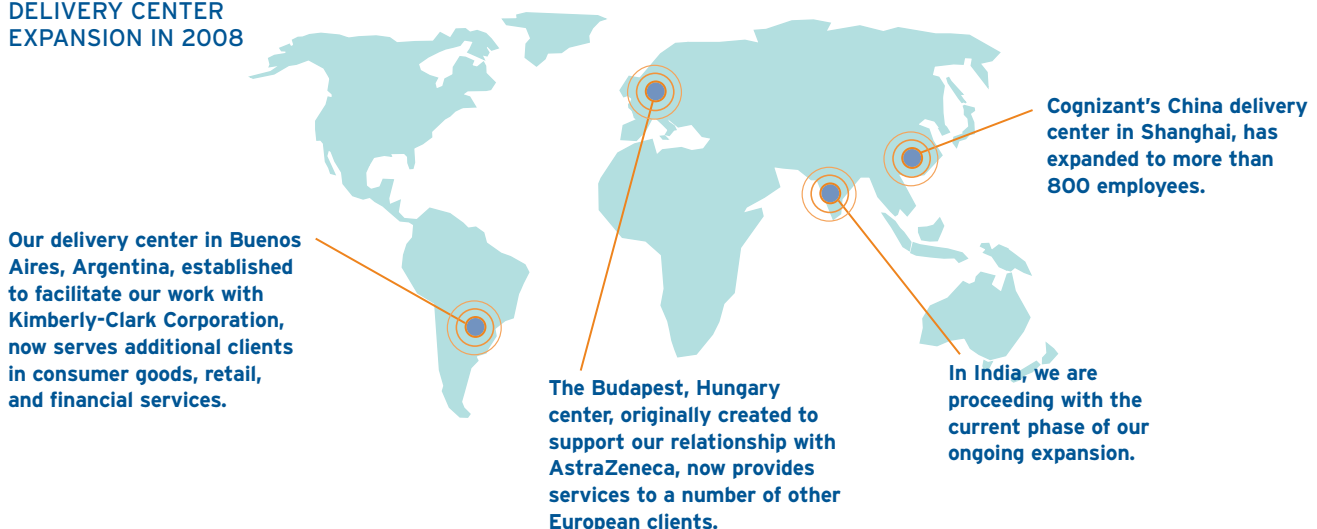 DELIVERY CENTER
EXPANSION IN 2008
Cognizant's China delivery
center in Shanghai, has
expanded to more than
800 employees.
Our delivery center in Buenos
Aires, Argentina, established
to facilitate our work with
Kimberly-Clark Corporation,
now serves additional clients
in consumer goods, retail,
and financial services.
The Budapest, Hungary
center, originally created to
support our relationship with
AstraZeneca, now provides
services to a number of other
European clients.
In India, we are
proceeding with the
current phase of our
ongoing expansion.